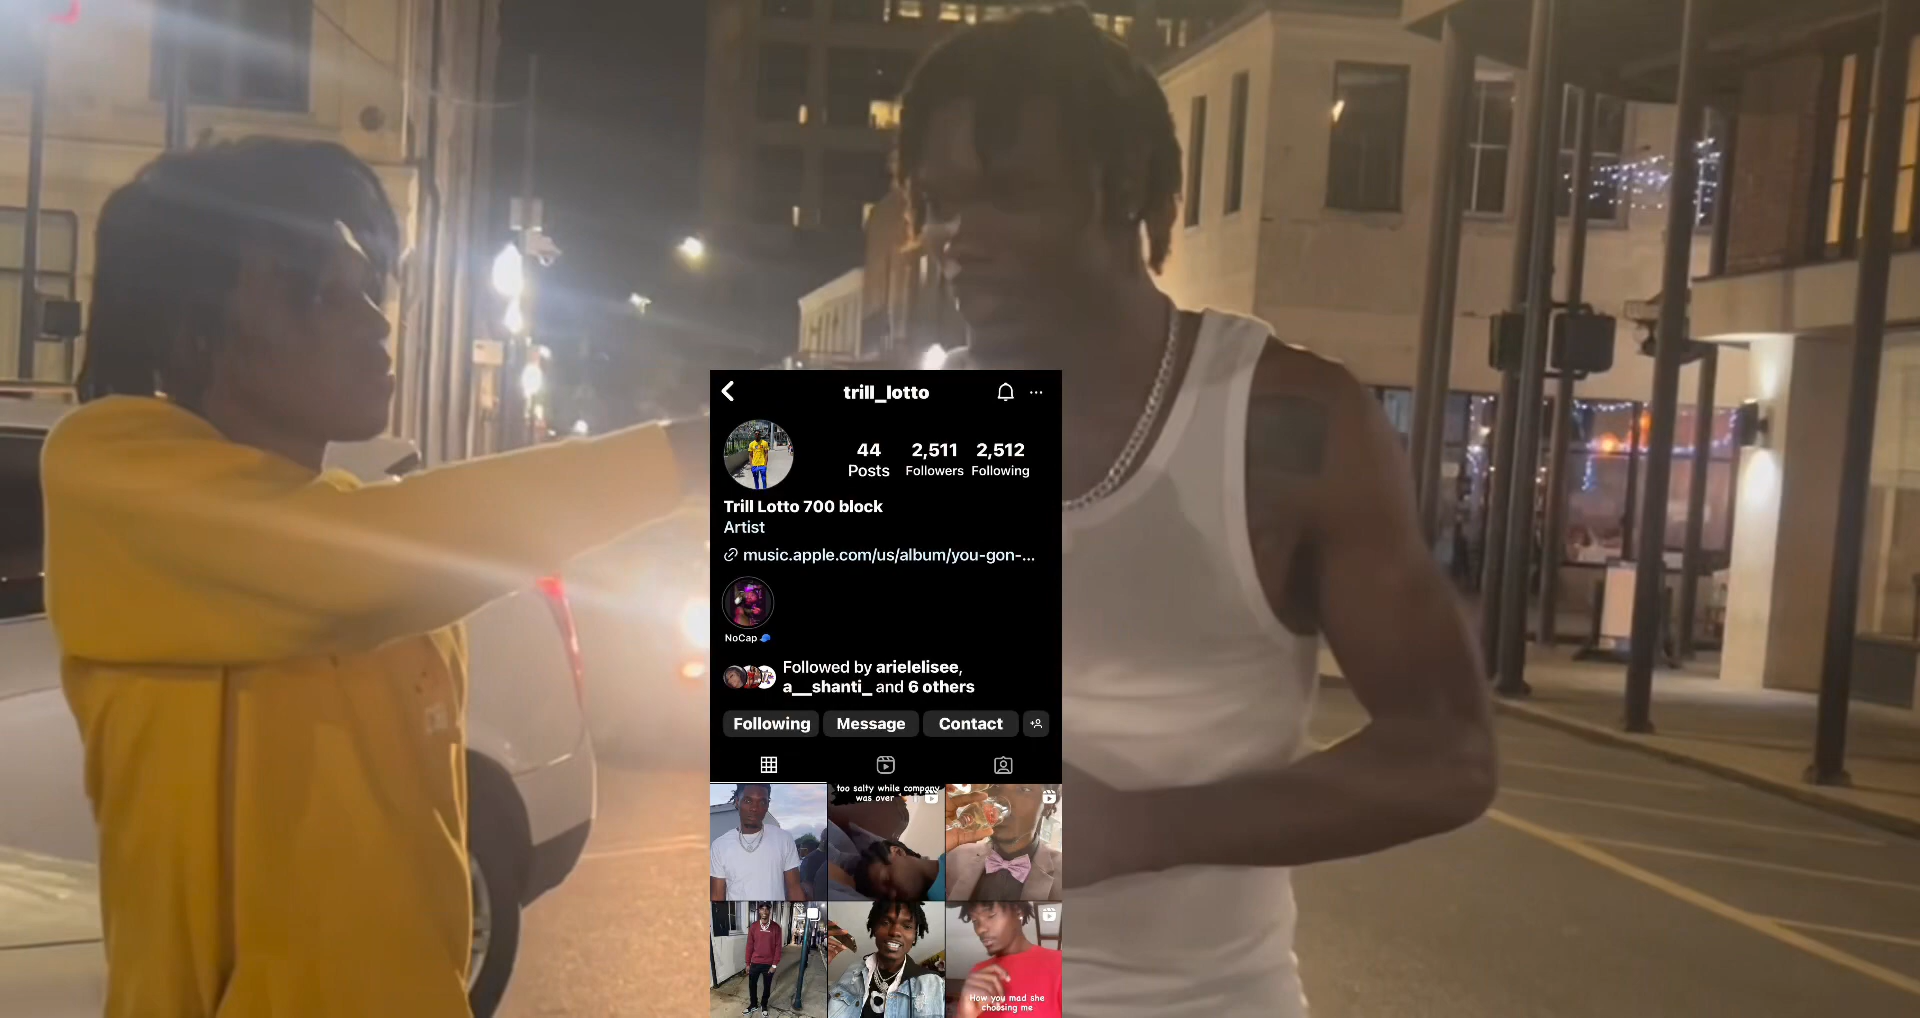 trill_lotto
44
Posts
2,511
Followers
2,512
Following
Trill Lotto 700 block
Artist
music.apple.com/us/album/you-gon-...
NoCap 🧢
Followed by arielelisee,
a__shanti_ and 6 others
Following
Message
Contact
too salty while company
was over
How you mad she
choosing me